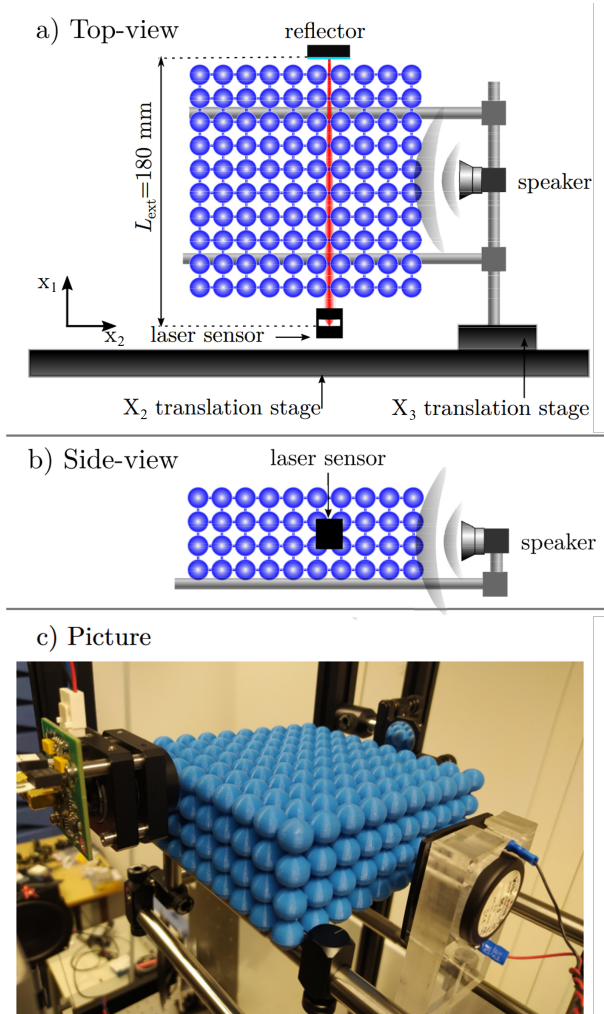 a) Top-view
reflector
L_ext=180 mm
speaker
x₁
x₂
laser sensor
X₂ translation stage
X₃ translation stage
b) Side-view
laser sensor
speaker
c) Picture